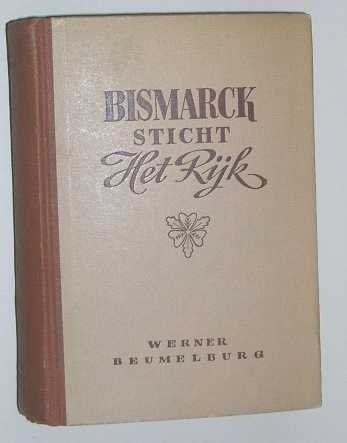 BISMARCK
STICHT
Het Rijk
WERNER
BEUMELBURG